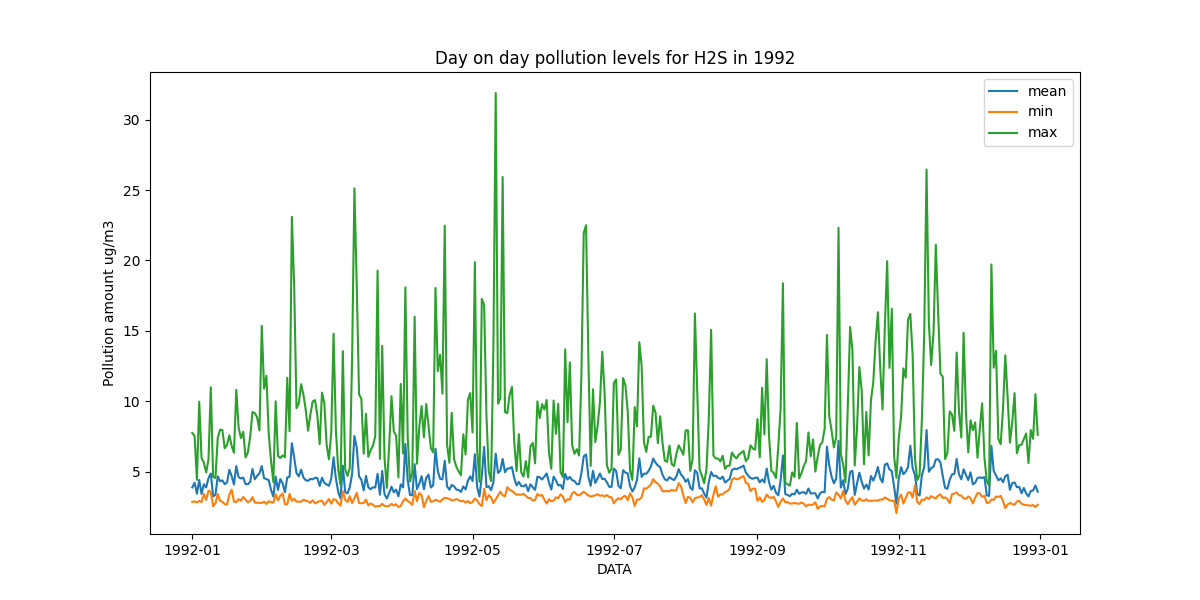 Day on day pollution levels for H2S in 1992
mean
min
max
Pollution amount ug/m3
30
25
20
15
10
5
1992-01
1992-03
1992-05
1992-07
1992-09
1992-11
1993-01
DATA